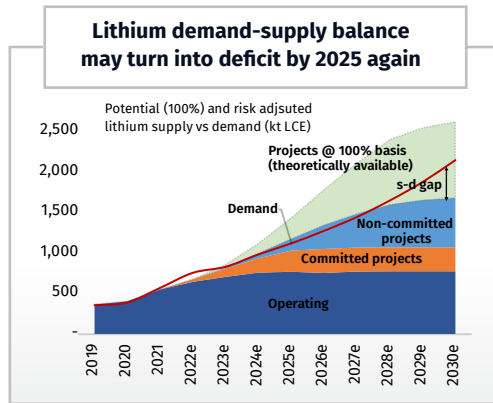 Lithium demand-supply balance
may turn into deficit by 2025 again
Potential (100%) and risk adjsuted
lithium supply vs demand (kt LCE)
2,500
2,000
1,500
1,000
500
-
Projects @ 100% basis
(theoretically available)
s-d gap
Demand
Non-committed
projects
Committed projects
Operating
2019
2020
2021
2022e
2023e
2024e
2025e
2026e
2027e
2028e
2029e
2030e